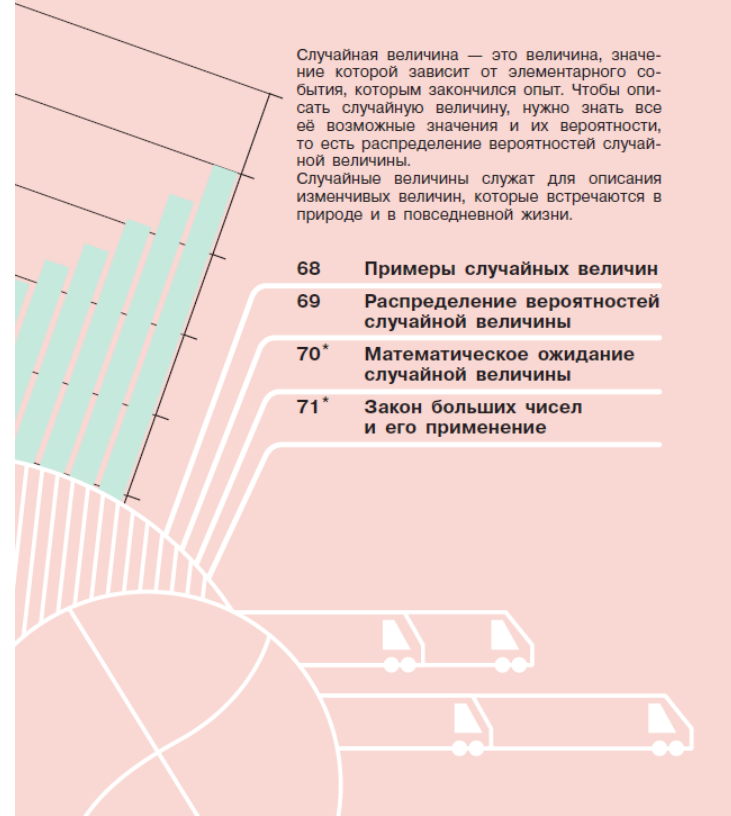 Случайная величина — это величина, значе-
ние которой зависит от элементарного со-
бытия, которым закончился опыт. Чтобы опи-
сать случайную величину, нужно знать все
её возможные значения и их вероятности,
то есть распределение вероятностей случай-
ной величины.
Случайные величины служат для описания
изменчивых величин, которые встречаются в
природе и в повседневной жизни.
68 Примеры случайных величин
69 Распределение вероятностей
случайной величины
70* Математическое ожидание
случайной величины
71* Закон больших чисел
и его применение